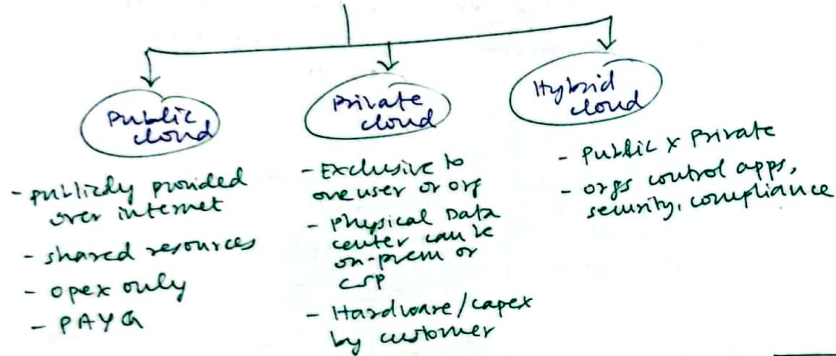 Public
cloud
- publicly provided
over internet
- shared resources
- opex only
- PAYG
Private
cloud
- Exclusive to
one user or org
- Physical Data
center can be
on-prem or
CSP
- Hardware/capex
by customer
Hybrid
cloud
- Public x Private
- orgs control apps,
security, compliance